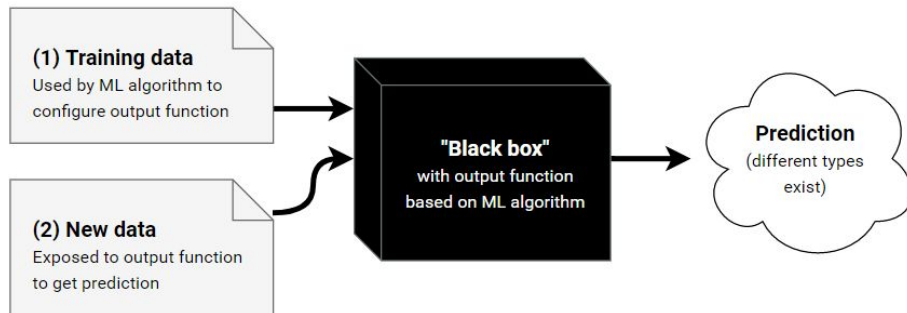 (1) Training data
Used by ML algorithm to
configure output function
(2) New data
Exposed to output function
to get prediction
"Black box"
with output function
based on ML algorithm
Prediction
(different types
exist)